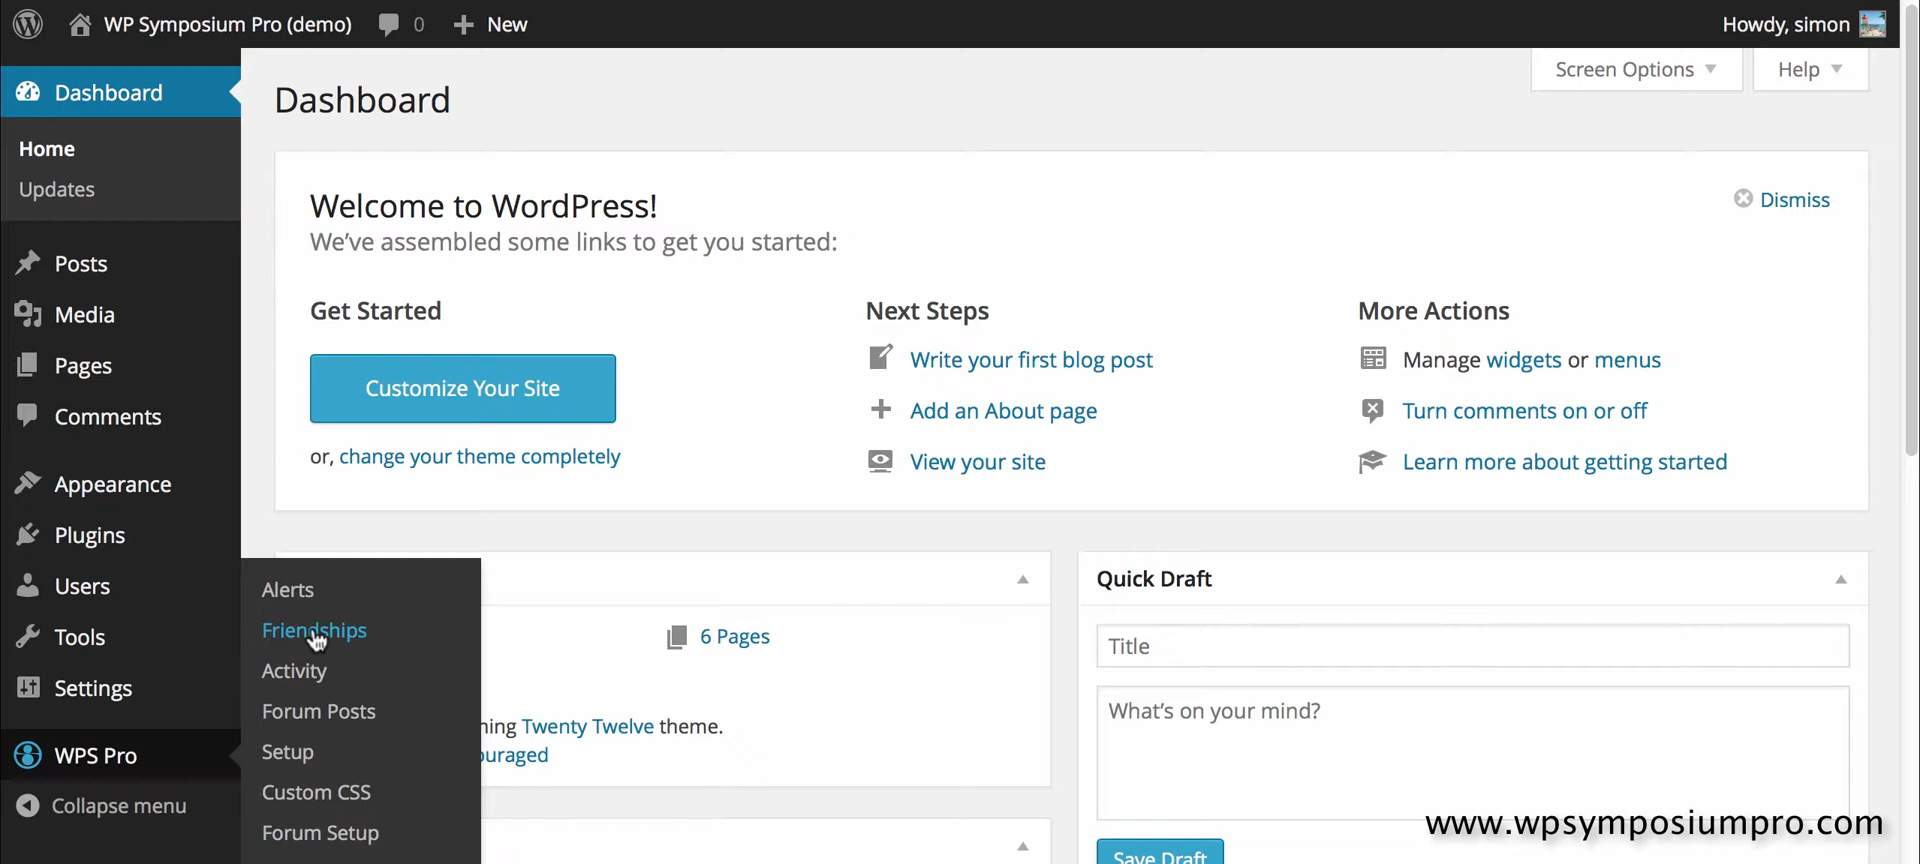 WP Symposium Pro (demo) 0 New Howdy, simon
Screen Options Help
Dashboard
Home
Updates
Posts
Media
Pages
Comments
Appearance
Plugins
Users
Tools
Settings
WPS Pro
Collapse menu
Alerts
Friendships
Activity
Forum Posts
Setup
Custom CSS
Forum Setup
Dashboard
Welcome to WordPress!
We've assembled some links to get you started:
Dismiss
Get Started
Customize Your Site
or, change your theme completely
Next Steps
Write your first blog post
Add an About page
View your site
More Actions
Manage widgets or menus
Turn comments on or off
Learn more about getting started
6 Pages
ning Twenty Twelve theme.
ouraged
Quick Draft
Title
What's on your mind?
Save Draft
www.wpsymposiumpro.com